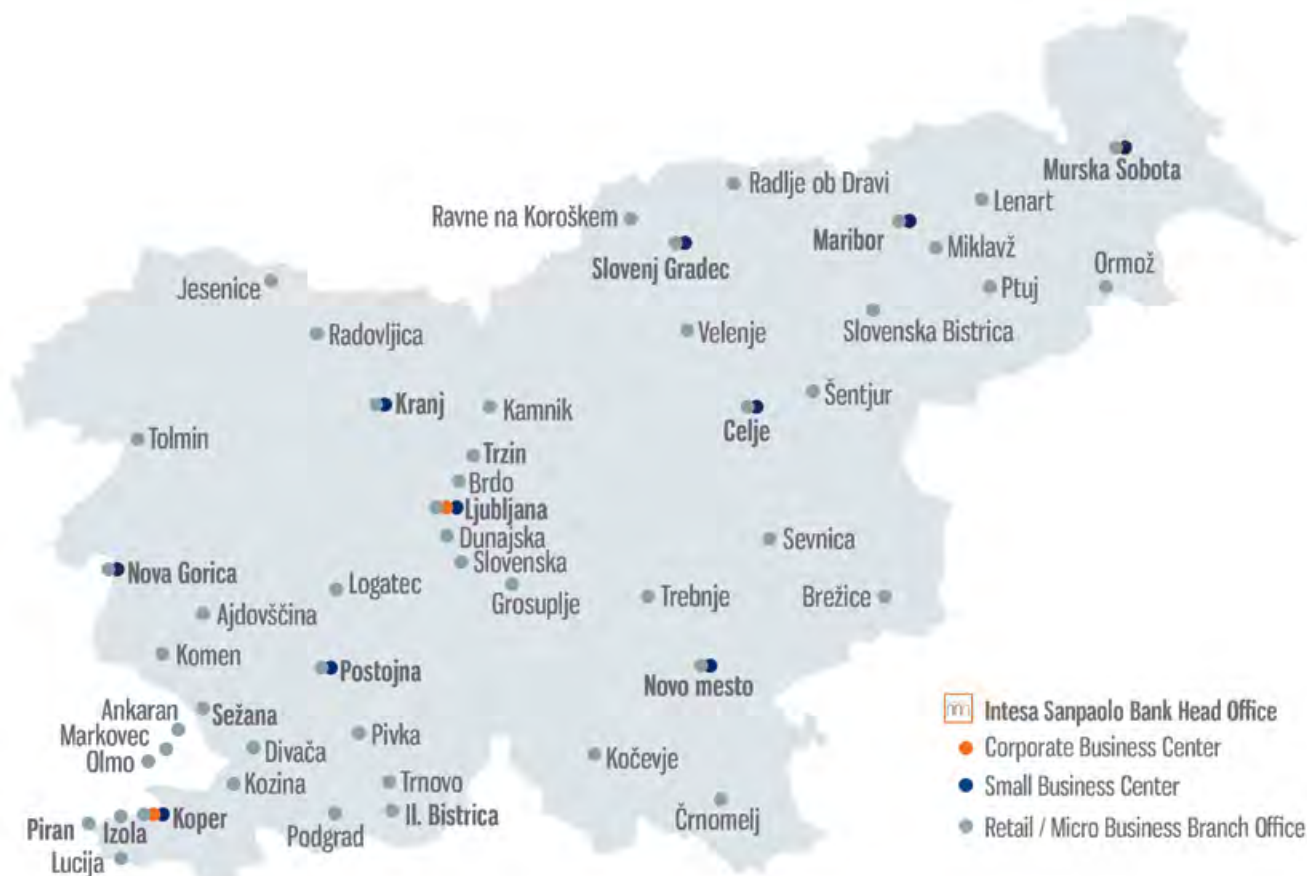 Murska Sobota
Radlje ob Dravi
Lenart
Ravne na Koroškem
Maribor
Miklavž
Slovenj Gradec
Ormož
Jesenice
Ptuj
Radovljica
Velenje
Slovenska Bistrica
Kranj
Kamnik
Šentjur
Celje
Tolmin
Trzin
Brdo
Ljubljana
Dunajska
Sevnica
Slovenska
Nova Gorica
Logatec
Grosuplje
Trebnje
Brežice
Ajdovščina
Komen
Postojna
Novo mesto
Ankaran
Sežana
Markovec
Pivka
Olmo
Divača
Kočevje
Kozina
Trnovo
Piran
Izola
Koper
Podgrad
Il. Bistrica
Črnomelj
Lucija
Intesa Sanpaolo Bank Head Office
Corporate Business Center
Small Business Center
Retail / Micro Business Branch Office